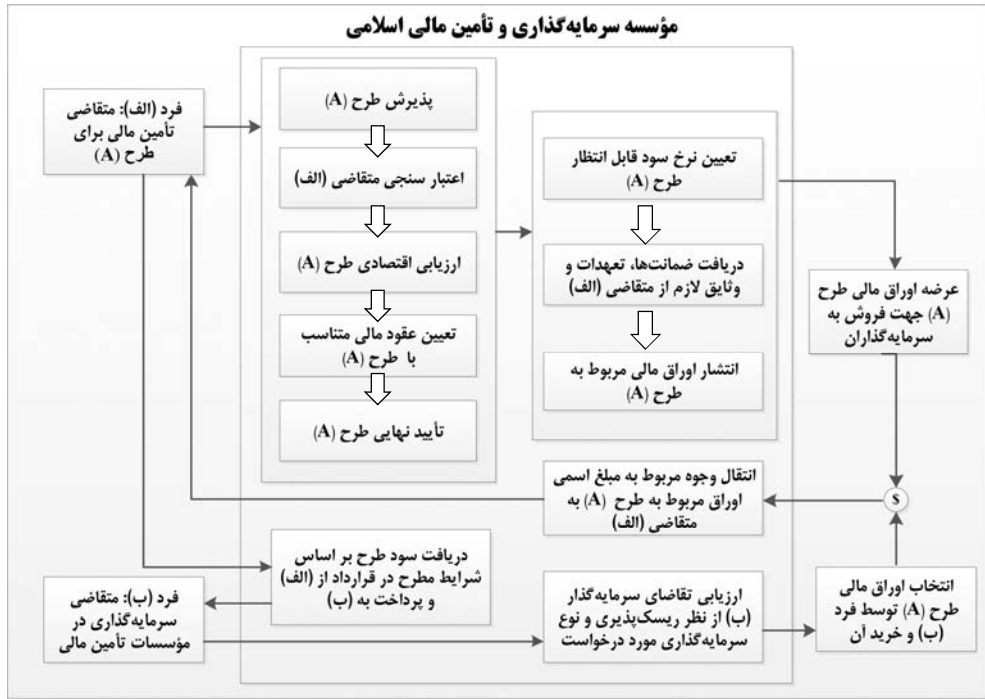 مؤسسه سرمایه‌گذاری و تأمین مالی اسلامی
فرد (الف): متقاضی
تأمین مالی برای
طرح (A)
پذیرش طرح (A)
اعتبار سنجی متقاضی (الف)
ارزیابی اقتصادی طرح (A)
تعیین عقود مالی متناسب
با طرح (A)
تأیید نهایی طرح (A)
تعیین نرخ سود قابل انتظار
طرح (A)
دریافت ضمانت‌ها، تعهدات و
وثایق لازم از متقاضی (الف)
انتشار اوراق مالی مربوط به
طرح (A)
عرضه اوراق مالی طرح
(A) جهت فروش به
سرمایه‌گذاران
$
انتقال وجوه مربوط به مبلغ اسمی
اوراق مربوط به طرح (A) به
متقاضی (الف)
دریافت سود طرح بر اساس
شرایط مطرح در قرارداد از (الف)
و پرداخت به (ب)
فرد (ب): متقاضی
سرمایه‌گذاری در
مؤسسات تأمین مالی
ارزیابی تقاضای سرمایه‌گذار
(ب) از نظر ریسک‌پذیری و نوع
سرمایه‌گذاری مورد درخواست
انتخاب اوراق مالی
طرح (A) توسط فرد
(ب) و خرید آن